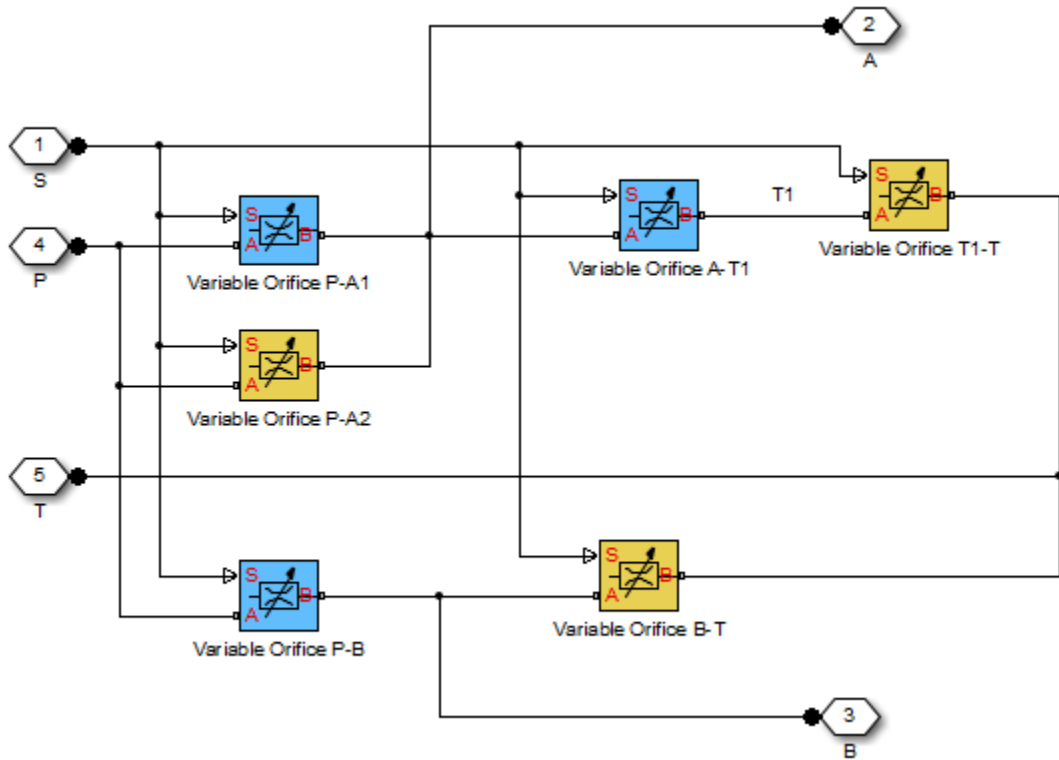 2
A
1
S
S
A
B
Variable Orifice P-A1
S
A
B
Variable Orifice A-T1
T1
S
A
B
Variable Orifice T1-T
4
P
S
A
B
Variable Orifice P-A2
5
T
S
A
B
Variable Orifice P-B
S
A
B
Variable Orifice B-T
3
B